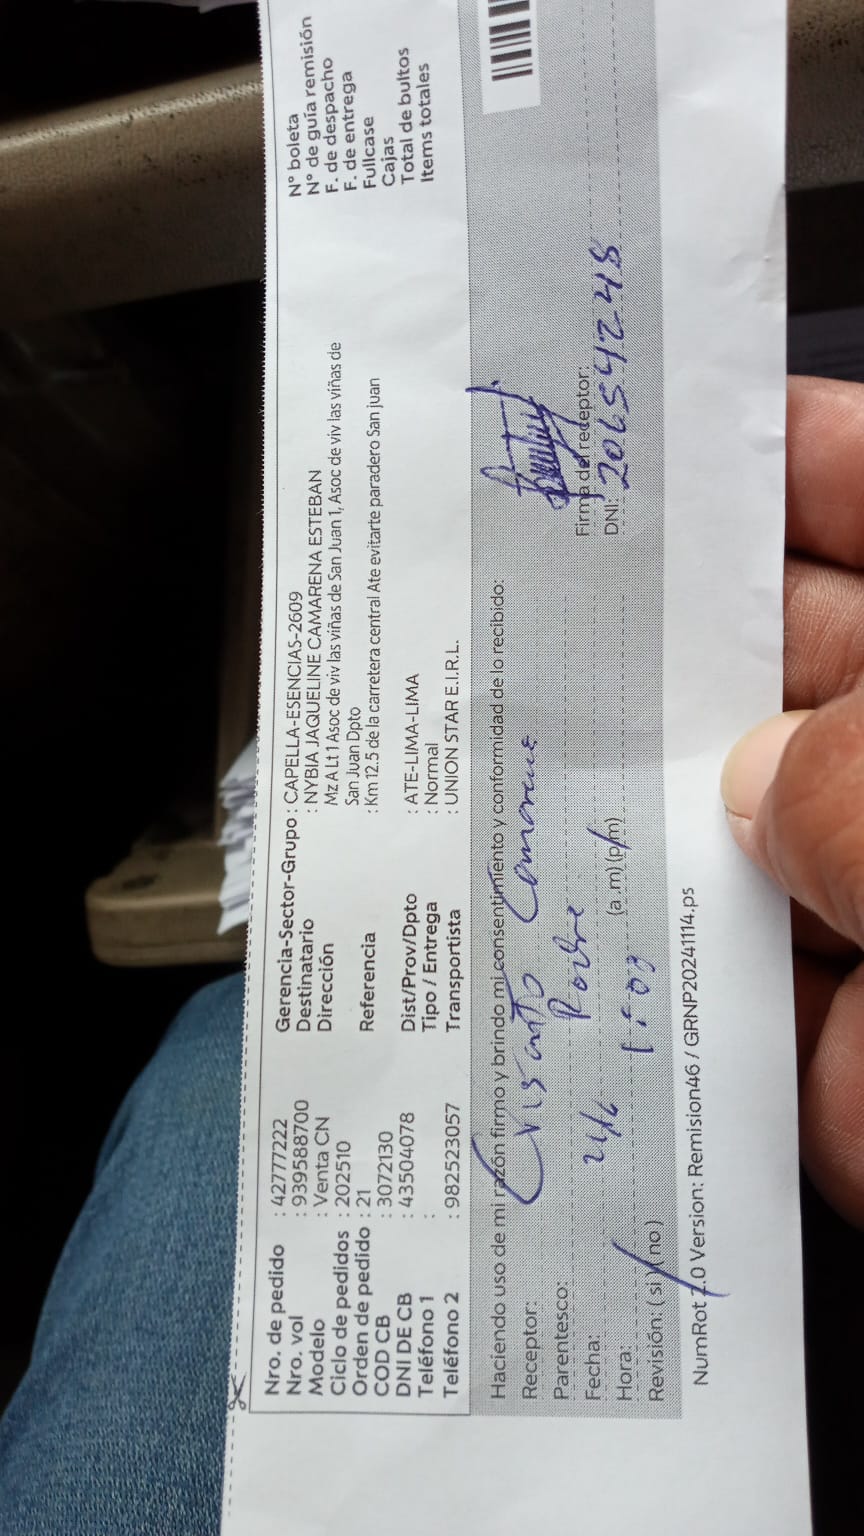 Nro. de pedido : 42777222
Nro. vol : 939588700
Modelo : Venta CN
Ciclo de pedidos : 202510
Orden de pedido : 21
COD CB : 3072130
DNI DE CB : 43504078
Teléfono 1 :
Teléfono 2 : 982523057
Gerencia-Sector-Grupo : CAPELLA-ESENCIAS-2609
Destinatario : NYBIA JAQUELINE CAMARENA ESTEBAN
Dirección Mz A Lt 1 Asoc de viv las viñas de San Juan 1, Asoc de viv las viñas de
San Juan Dpto
Referencia : Km 12.5 de la carretera central Ate evitarte paradero San juan
Dist/Prov/Dpto : ATE-LIMA-LIMA
Tipo / Entrega : Normal
Transportista : UNION STAR E.I.R.L.
N° boleta
N° de guía remisión
F. de despacho
F. de entrega
Fullcase
Cajas
Total de bultos
Items totales
Haciendo uso de mi razón firmo y brindo mi consentimiento y conformidad de lo recibido:
Receptor: Crisanto Camarena
Parentesco: Padre
Fecha:
Hora: 1:03 (a .m) (p/m)
Firma del receptor:
DNI: 20654248
Revisión: ( si ) ( no )
NumRot 2.0 Version: Remision46 / GRNP20241114.ps